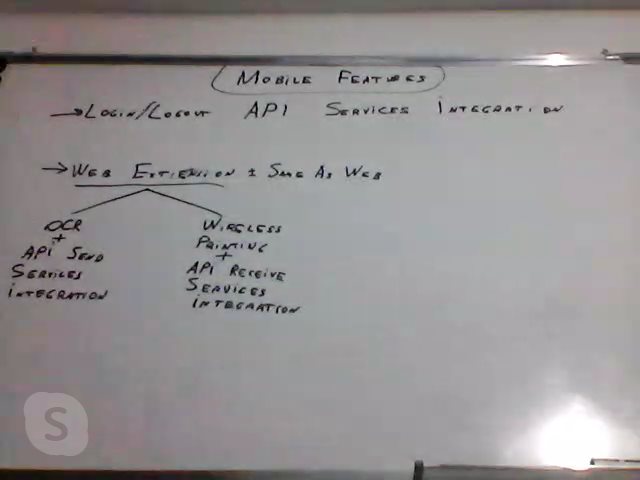 MOBILE FEATURES
→ LOGIN/LOGOUT API SERVICES INTEGRATION
→ WEB EXTENSION ± SAME AS WEB
OCR
+
API SEND
SERVICES
INTEGRATION
WIRELESS
PRINTING
+
API RECEIVE
SERVICES
INTEGRATION
S